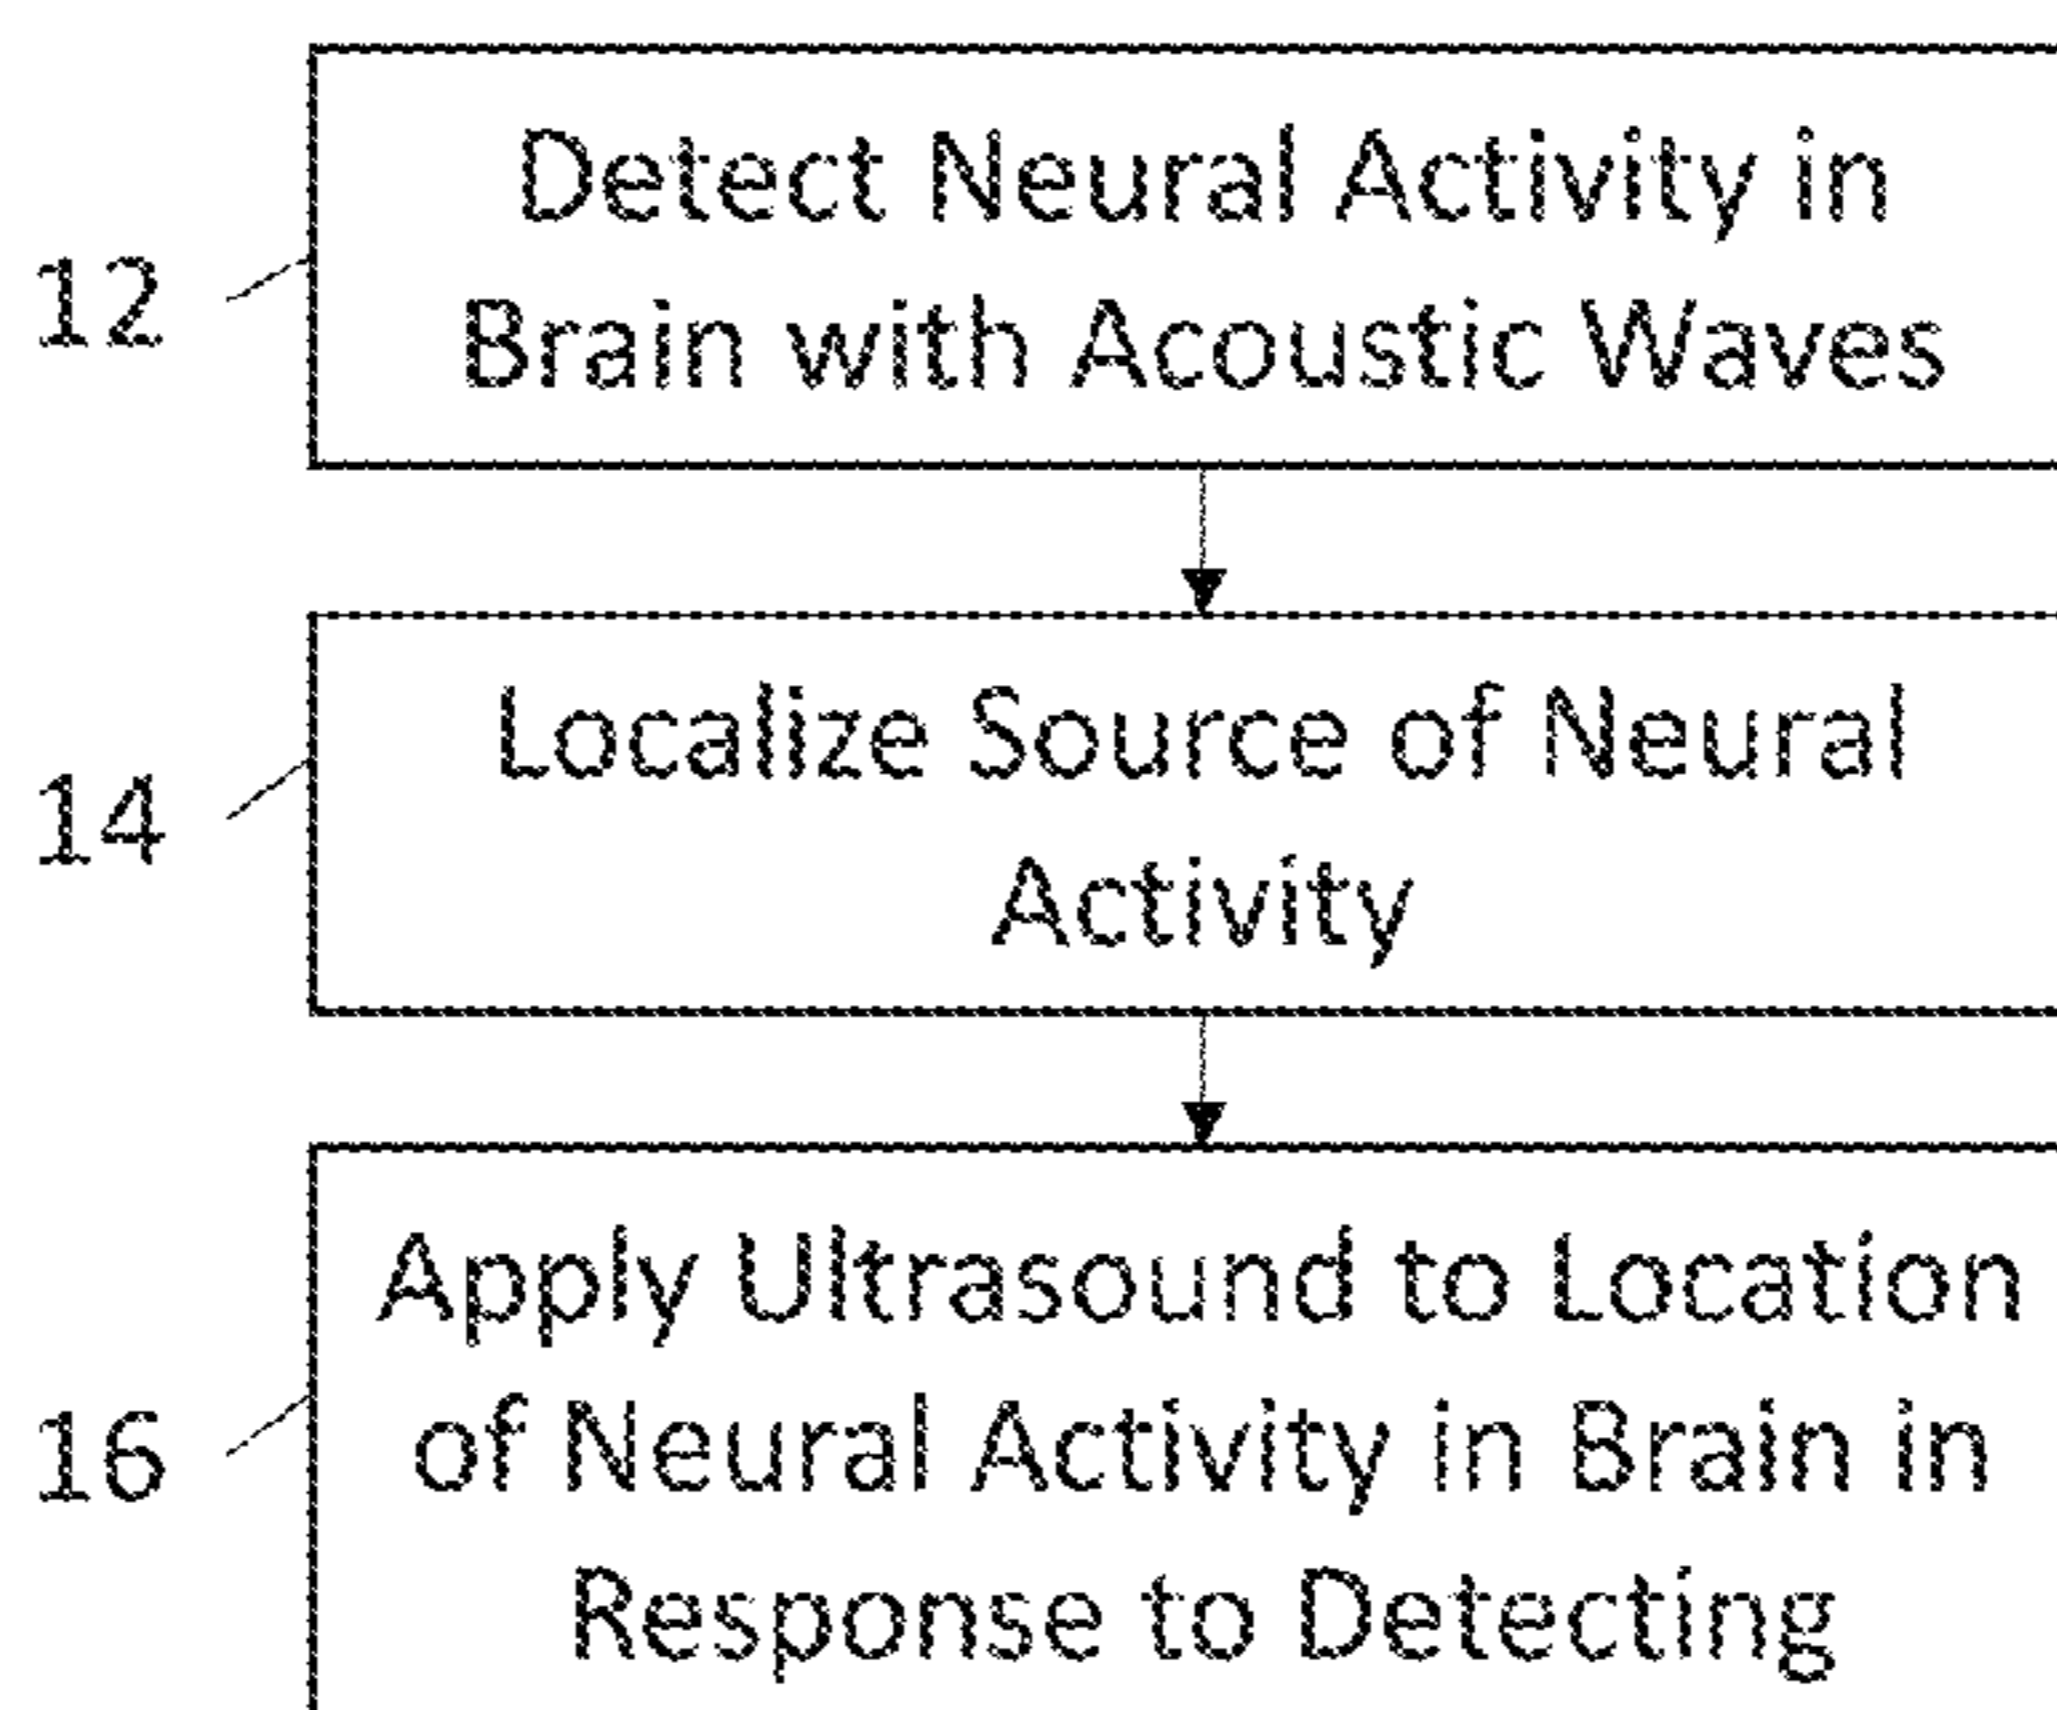 Detect Neural Activity in
12
Brain with Acoustic Waves
Localize Source of Neural
14
Activity
Apply Ultrasound to Location
16
of Neural Activity in Brain in
Response to Detecting